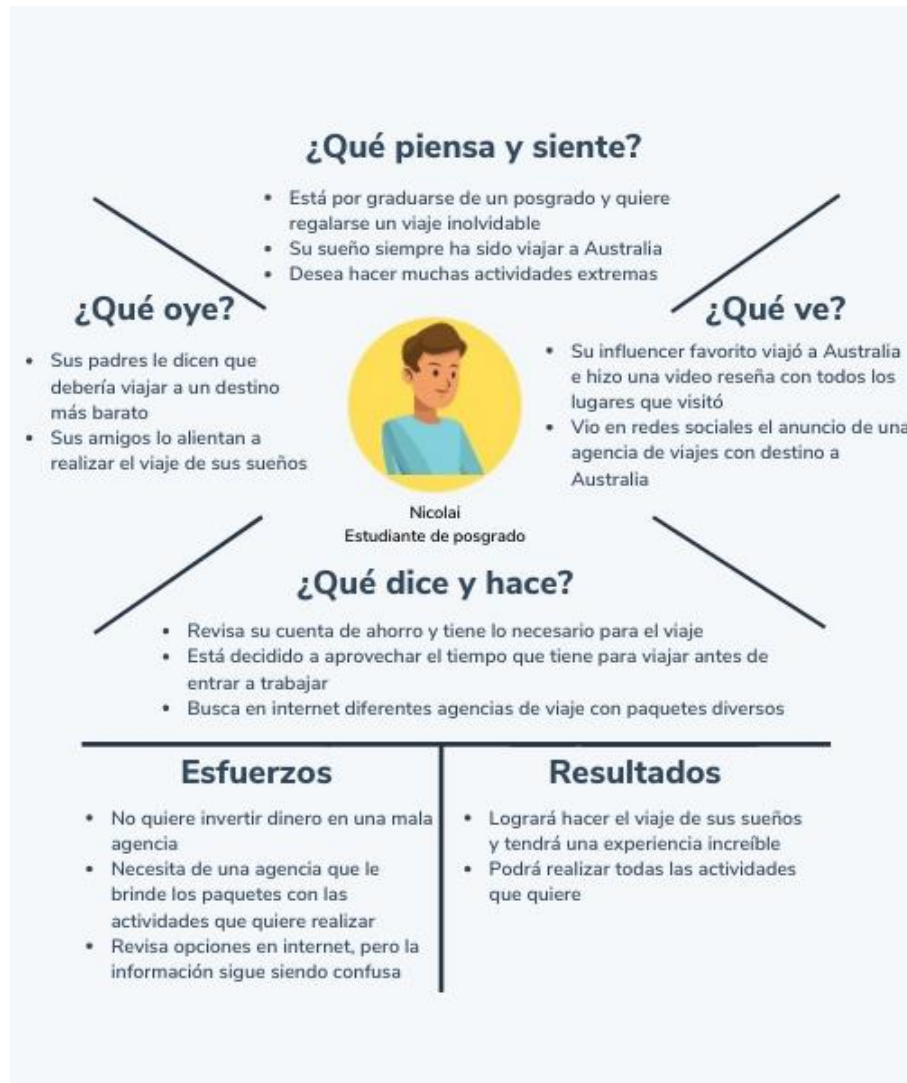 ¿Qué piensa y siente?
• Está por graduarse de un posgrado y quiere
regalarse un viaje inolvidable
• Su sueño siempre ha sido viajar a Australia
• Desea hacer muchas actividades extremas
¿Qué oye?
• Sus padres le dicen que
debería viajar a un destino
más barato
• Sus amigos lo alientan a
realizar el viaje de sus sueños
¿Qué ve?
• Su influencer favorito viajó a Australia
e hizo una video reseña con todos los
lugares que visitó
• Vio en redes sociales el anuncio de una
agencia de viajes con destino a
Australia
Nicolai
Estudiante de posgrado
¿Qué dice y hace?
• Revisa su cuenta de ahorro y tiene lo necesario para el viaje
• Está decidido a aprovechar el tiempo que tiene para viajar antes de
entrar a trabajar
• Busca en internet diferentes agencias de viaje con paquetes diversos
Esfuerzos
• No quiere invertir dinero en una mala
agencia
• Necesita de una agencia que le
brinde los paquetes con las
actividades que quiere realizar
• Revisa opciones en internet, pero la
información sigue siendo confusa
Resultados
• Logrará hacer el viaje de sus sueños
y tendrá una experiencia increíble
• Podrá realizar todas las actividades
que quiere